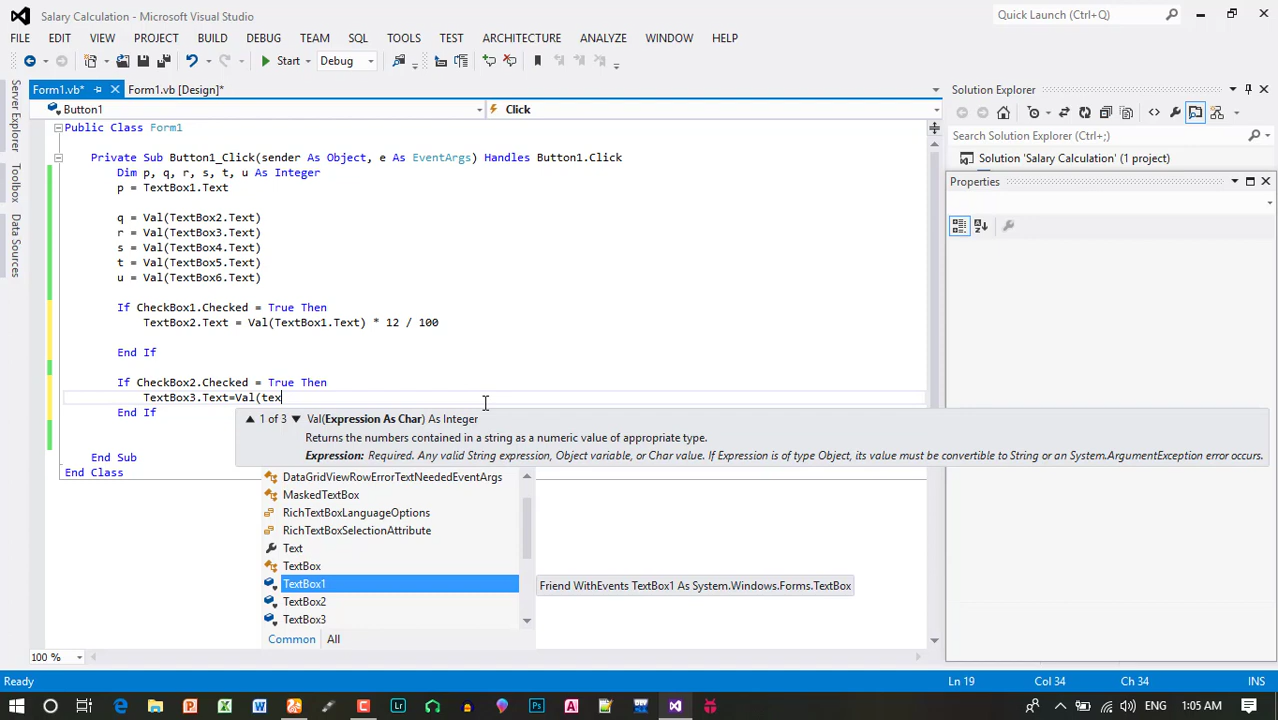 Salary Calculation - Microsoft Visual Studio
Quick Launch (Ctrl+Q)
FILE EDIT VIEW PROJECT BUILD DEBUG TEAM SQL TOOLS TEST ARCHITECTURE ANALYZE WINDOW HELP
Start Debug
Form1.vb* Form1.vb [Design]*
Solution Explorer
Server Explorer
Toolbox
Data Sources
Button1 Click
Search Solution Explorer (Ctrl+;)
Solution 'Salary Calculation' (1 project)
Properties
Public Class Form1
Private Sub Button1_Click(sender As Object, e As EventArgs) Handles Button1.Click
Dim p, q, r, s, t, u As Integer
p = TextBox1.Text
q = Val(TextBox2.Text)
r = Val(TextBox3.Text)
s = Val(TextBox4.Text)
t = Val(TextBox5.Text)
u = Val(TextBox6.Text)
If CheckBox1.Checked = True Then
TextBox2.Text = Val(TextBox1.Text) * 12 / 100
End If
If CheckBox2.Checked = True Then
TextBox3.Text=Val(tex
End If
1 of 3 Val(Expression As Char) As Integer
Returns the numbers contained in a string as a numeric value of appropriate type.
Expression: Required. Any valid String expression, Object variable, or Char value. If Expression is of type Object, its value must be convertible to String or an System.ArgumentException error occurs.
End Sub
End Class
DataGridViewRowErrorTextNeededEventArgs
MaskedTextBox
RichTextBoxLanguageOptions
RichTextBoxSelectionAttribute
Text
TextBox
TextBox1
Friend WithEvents TextBox1 As System.Windows.Forms.TextBox
TextBox2
TextBox3
Common All
100 %
Ready Ln 19 Col 34 Ch 34 INS
ENG 1:05 AM